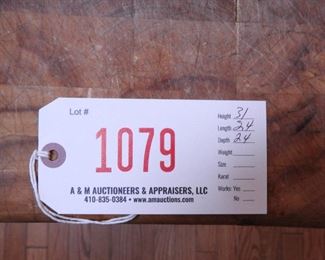 Lot #
1079
Height 31
Length 24
Depth 24
Weight
Size
Karat
Works: Yes
No
A & M AUCTIONEERS & APPRAISERS, LLC
410-835-0384 • www.amauctions.com